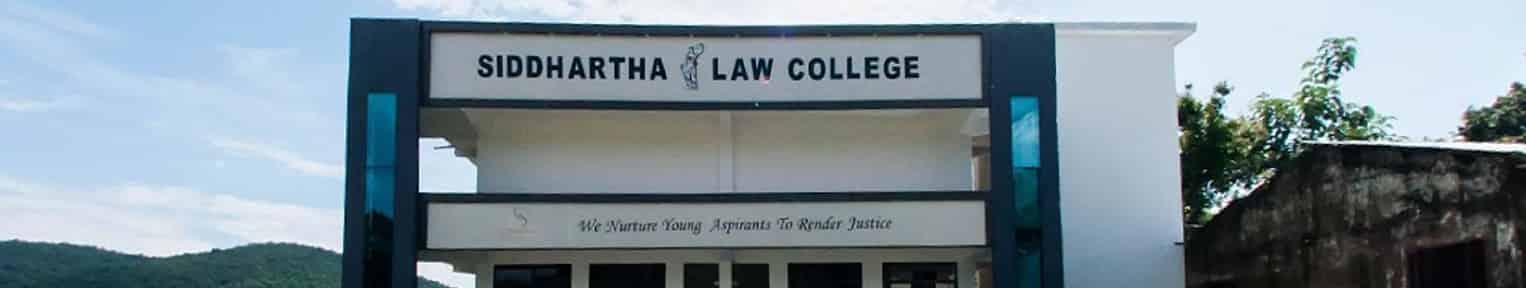 SIDDHARTHA LAW COLLEGE
We Nurture Young Aspirants To Render Justice